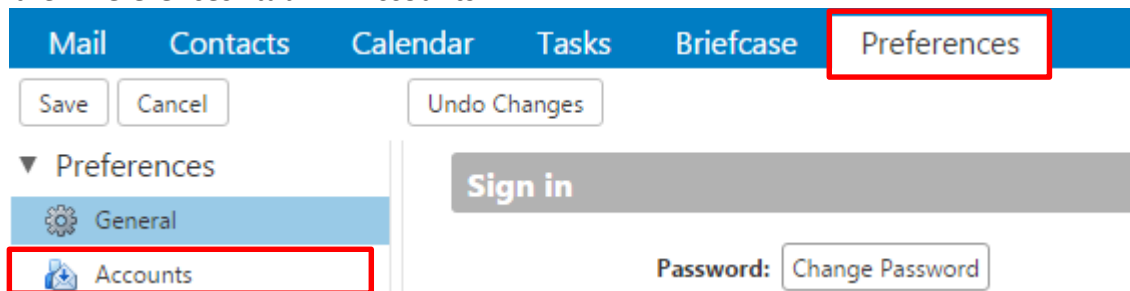 Mail Contacts Calendar Tasks Briefcase Preferences
Save Cancel Undo Changes
▼ Preferences
Sign in
General
Accounts
Password: Change Password